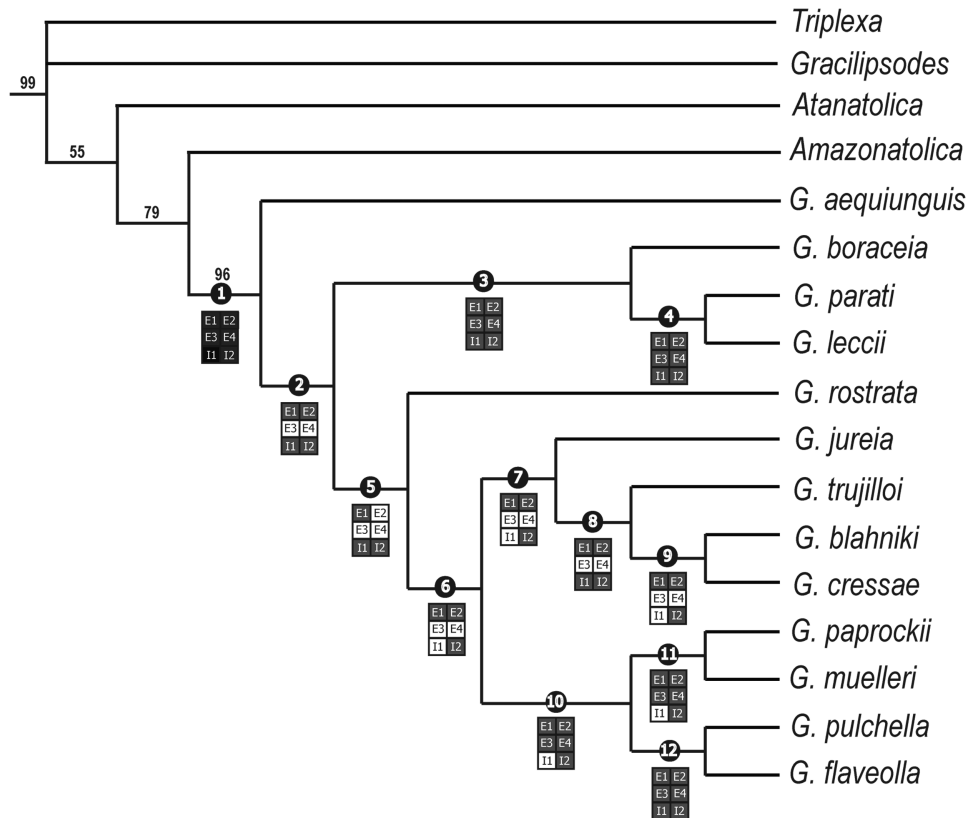 Triplexa
Gracilipsodes
99
Atanatolica
55
Amazonatolica
79
G. aequiunguis
96
1
E1 E2
E3 E4
I1 I2
G. boraceia
3
E1 E2
E3 E4
I1 I2
G. parati
4
E1 E2
E3 E4
I1 I2
G. leccii
2
E1 E2
E3 E4
I1 I2
G. rostrata
G. jureia
7
E1 E2
E3 E4
I1 I2
5
E1 E2
E3 E4
I1 I2
G. trujilloi
8
E1 E2
E3 E4
I1 I2
G. blahniki
9
E1 E2
E3 E4
I1 I2
G. cressae
6
E1 E2
E3 E4
I1 I2
G. paprockii
11
E1 E2
E3 E4
I1 I2
G. muelleri
10
E1 E2
E3 E4
I1 I2
G. pulchella
12
E1 E2
E3 E4
I1 I2
G. flaveolla